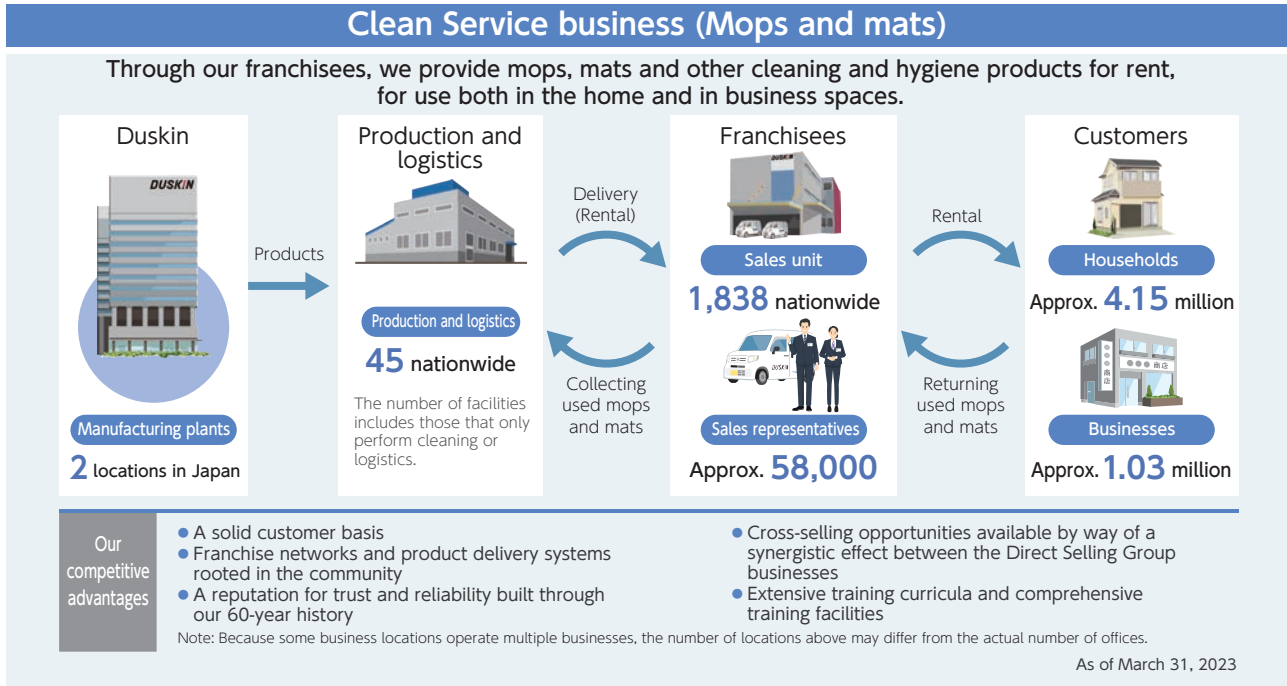 Clean Service business (Mops and mats)
Through our franchisees, we provide mops, mats and other cleaning and hygiene products for rent,
for use both in the home and in business spaces.
Duskin
DUSKIN
Manufacturing plants
2 locations in Japan
Products
Production and
logistics
Production and logistics
45 nationwide
The number of facilities
includes those that only
perform cleaning or
logistics.
Delivery
(Rental)
Collecting
used mops
and mats
Franchisees
DUSKIN
Sales unit
1,838 nationwide
DUSKIN
Sales representatives
Approx. 58,000
Rental
Returning
used mops
and mats
Customers
Households
Approx. 4.15 million
○○○商店
○○○商店
Businesses
Approx. 1.03 million
Our
competitive
advantages
● A solid customer basis
● Franchise networks and product delivery systems
rooted in the community
● A reputation for trust and reliability built through
our 60-year history
● Cross-selling opportunities available by way of a
synergistic effect between the Direct Selling Group
businesses
● Extensive training curricula and comprehensive
training facilities
Note: Because some business locations operate multiple businesses, the number of locations above may differ from the actual number of offices.
As of March 31, 2023